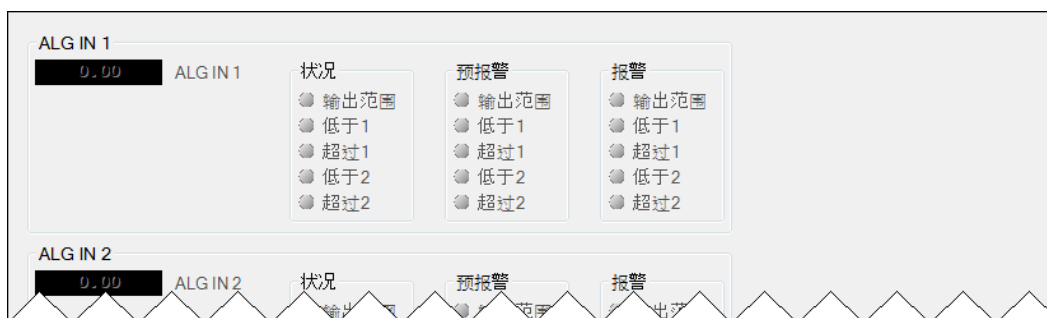 ALG IN 1
0.00 ALG IN 1
状况 预报警 报警
输出范围 输出范围 输出范围
低于1 低于1 低于1
超过1 超过1 超过1
低于2 低于2 低于2
超过2 超过2 超过2
ALG IN 2
0.00 ALG IN 2
状况 预报警 报警